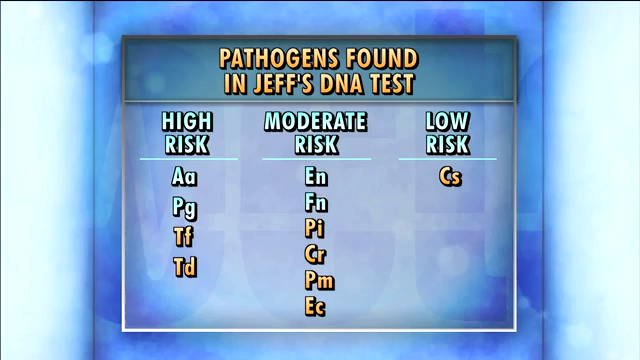 PATHOGENS FOUND
IN JEFF'S DNA TEST
HIGH
RISK
Aa
Pg
Tf
Td
MODERATE
RISK
En
Fn
Pi
Cr
Pm
Ec
LOW
RISK
Cs